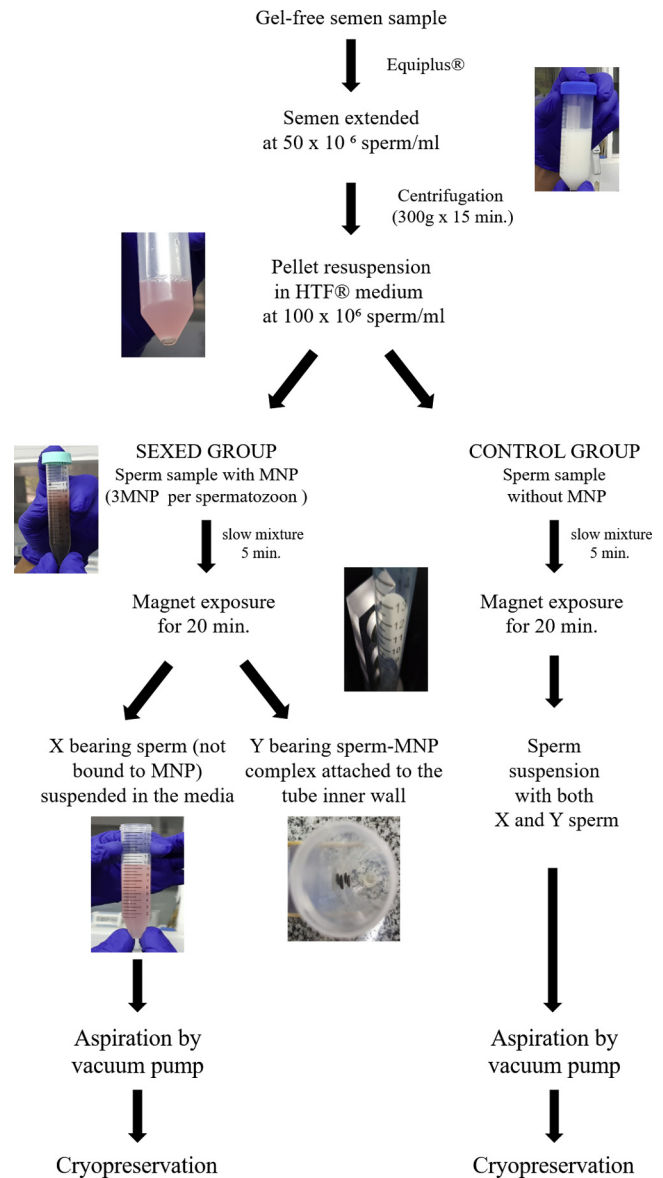 Gel-free semen sample
Equiplus®
Semen extended
at 50 x 10 ⁶ sperm/ml
Centrifugation
(300g x 15 min.)
Pellet resuspension
in HTF® medium
at 100 x 10⁶ sperm/ml
SEXED GROUP
Sperm sample with MNP
(3MNP per spermatozoon )
slow mixture
5 min.
Magnet exposure
for 20 min.
CONTROL GROUP
Sperm sample
without MNP
slow mixture
5 min.
Magnet exposure
for 20 min.
12
11
10
X bearing sperm (not
bound to MNP)
suspended in the media
Y bearing sperm-MNP
complex attached to the
tube inner wall
Sperm
suspension
with both
X and Y sperm
Aspiration by
vacuum pump
Aspiration by
vacuum pump
Cryopreservation
Cryopreservation